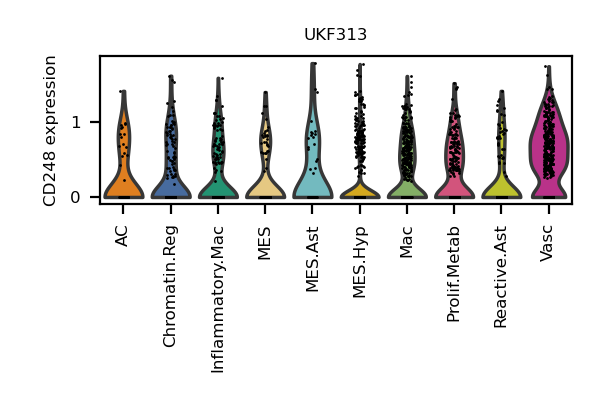 UKF313
CD248 expression
1
0
AC
Chromatin.Reg
Inflammatory.Mac
MES
MES.Ast
MES.Hyp
Mac
Prolif.Metab
Reactive.Ast
Vasc